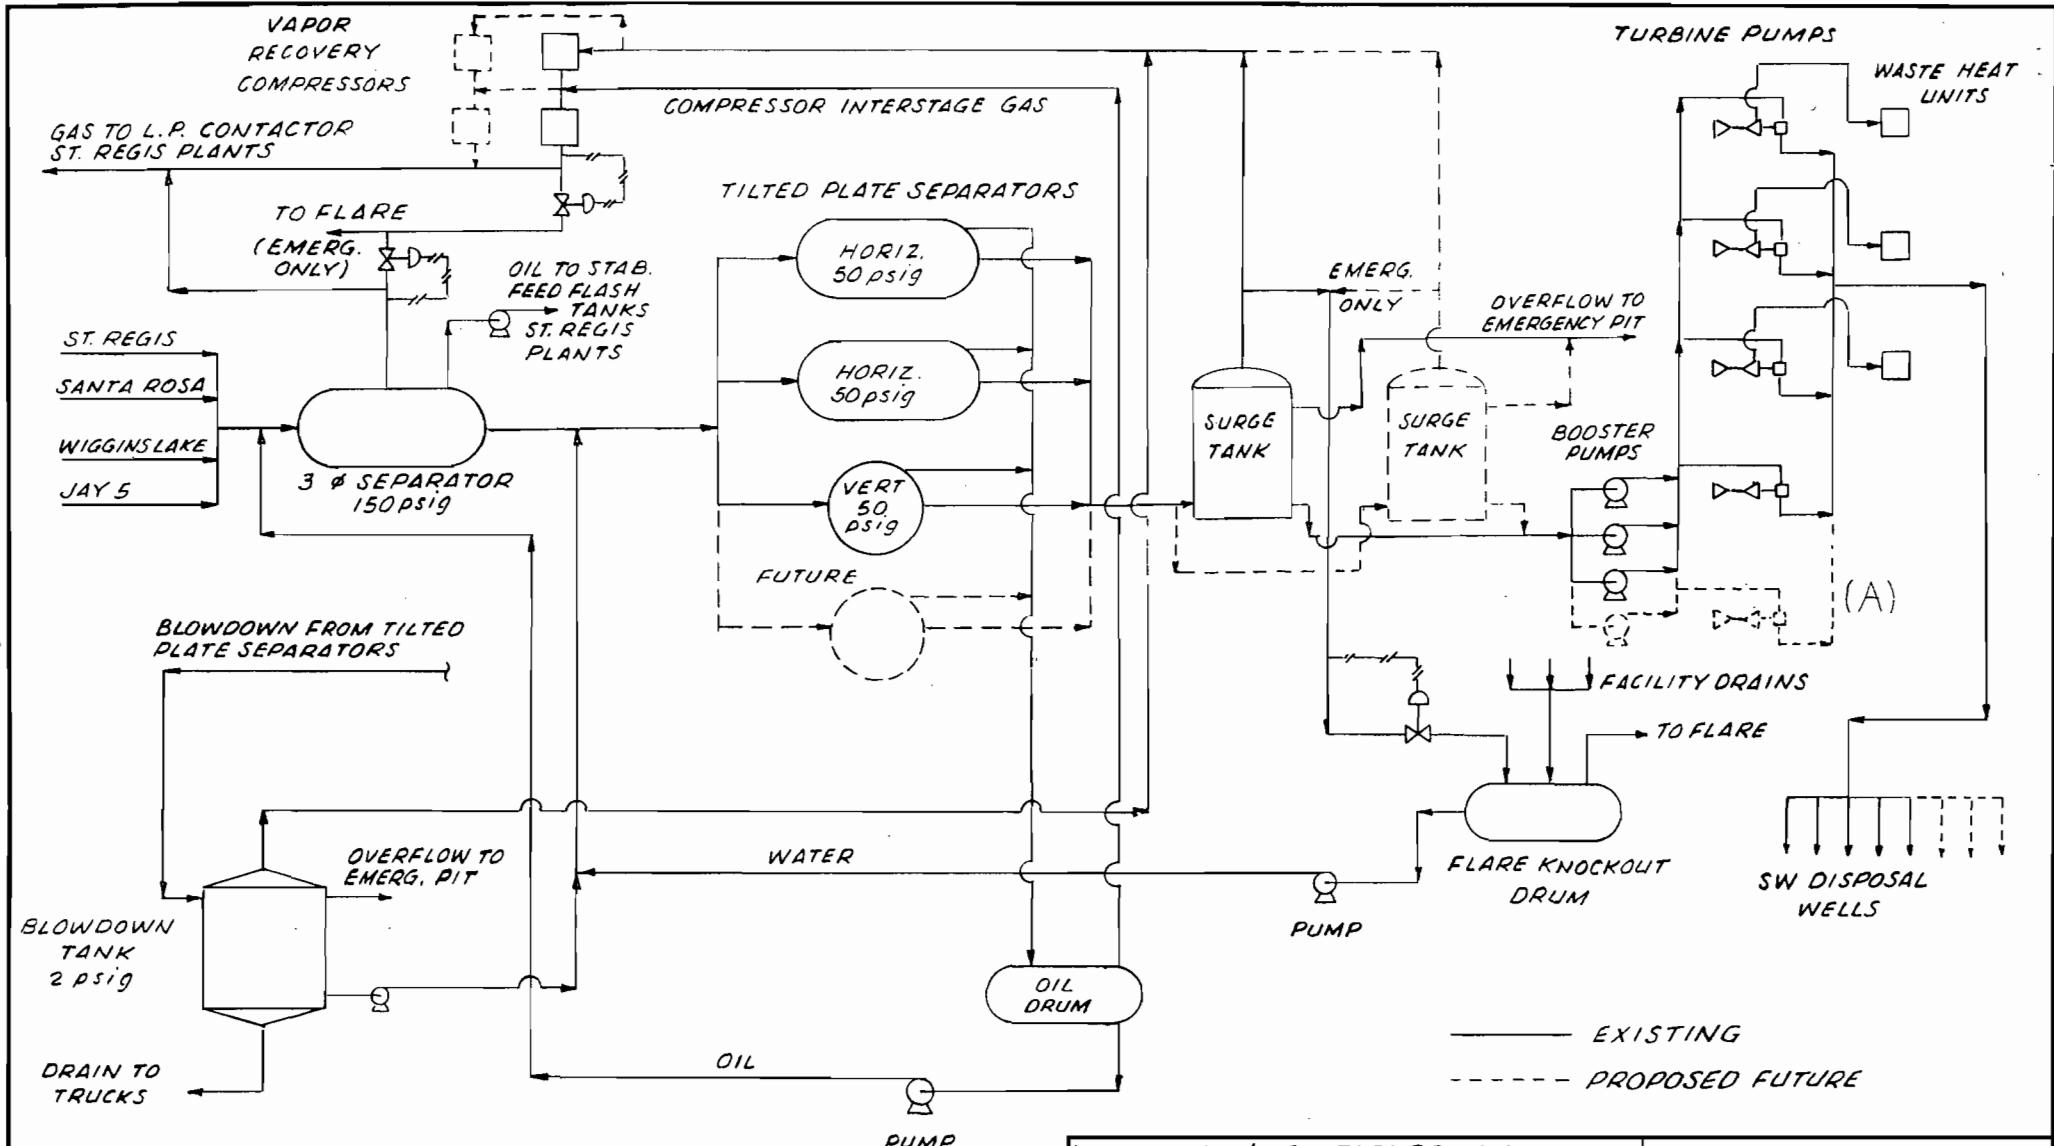 VAPOR
RECOVERY
COMPRESSORS
TURBINE PUMPS
WASTE HEAT
UNITS
COMPRESSOR INTERSTAGE GAS
GAS TO L.P. CONTACTOR
ST. REGIS PLANTS
TO FLARE
(EMERG.
ONLY)
TILTED PLATE SEPARATORS
HORIZ.
50 psig
OIL TO STAB.
FEED FLASH
TANKS
ST. REGIS
PLANTS
EMERG.
ONLY
OVERFLOW TO
EMERGENCY PIT
ST. REGIS
SANTA ROSA
WIGGINS LAKE
JAY 5
HORIZ.
50 psig
3 ϕ SEPARATOR
150 psig
VERT
50
psig
SURGE
TANK
SURGE
TANK
BOOSTER
PUMPS
FUTURE
(A)
BLOWDOWN FROM TILTED
PLATE SEPARATORS
FACILITY DRAINS
TO FLARE
FLARE KNOCKOUT
DRUM
SW DISPOSAL
WELLS
OVERFLOW TO
EMERG. PIT
WATER
PUMP
BLOWDOWN
TANK
2 psig
OIL
DRUM
EXISTING
PROPOSED FUTURE
DRAIN TO
TRUCKS
OIL
PUMP